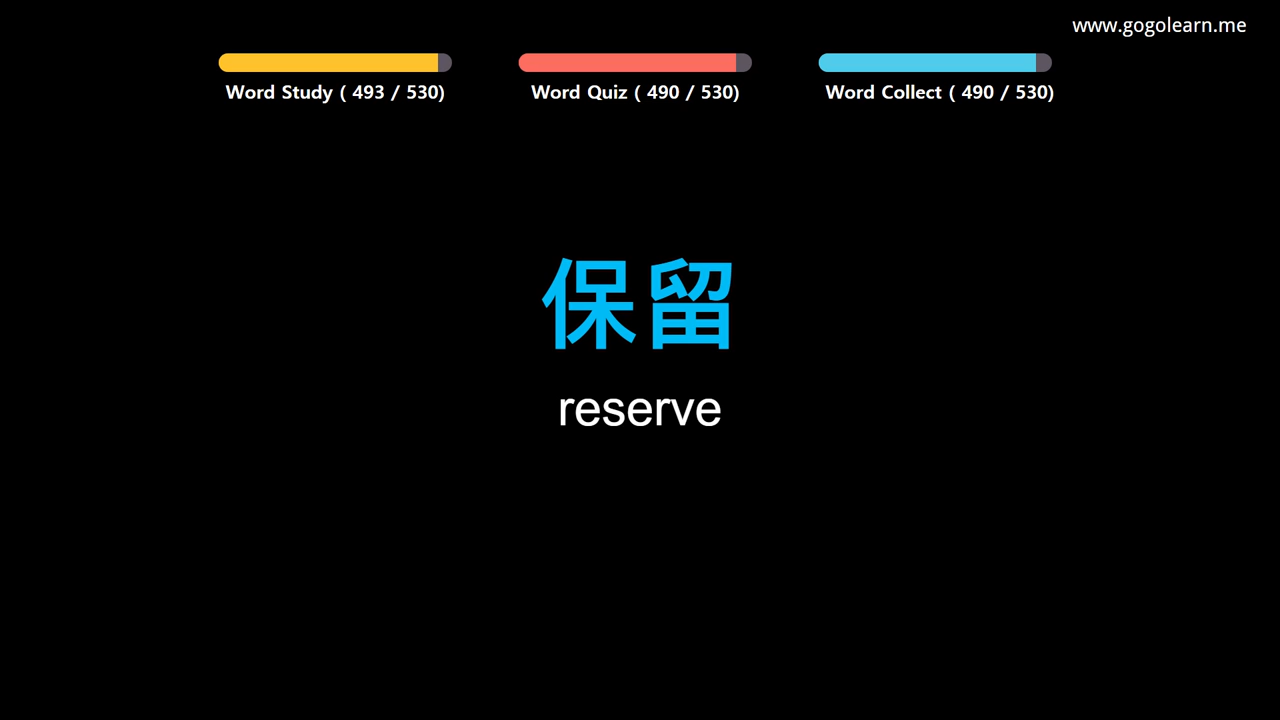 www.gogolearn.me
Word Study ( 493 / 530)
Word Quiz ( 490 / 530)
Word Collect ( 490 / 530)
保留
reserve